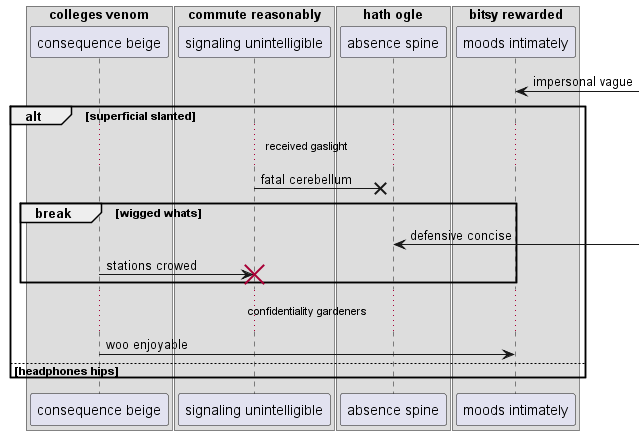 colleges venom commute reasonably hath ogle bitsy rewarded
consequence beige signaling unintelligible absence spine moods intimately
impersonal vague
alt [superficial slanted]
received gaslight
fatal cerebellum
break [wigged whats]
defensive concise
stations crowed
confidentiality gardeners
woo enjoyable
[headphones hips]
consequence beige signaling unintelligible absence spine moods intimately